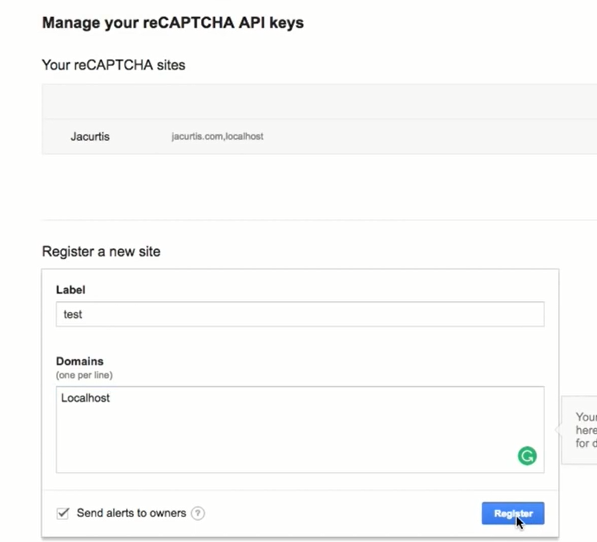 Manage your reCAPTCHA API keys
Your reCAPTCHA sites
Jacurtis jacurtis.com,localhost
Register a new site
Label
test
Domains
(one per line)
Localhost
Your
here
for d
Send alerts to owners ?
Register